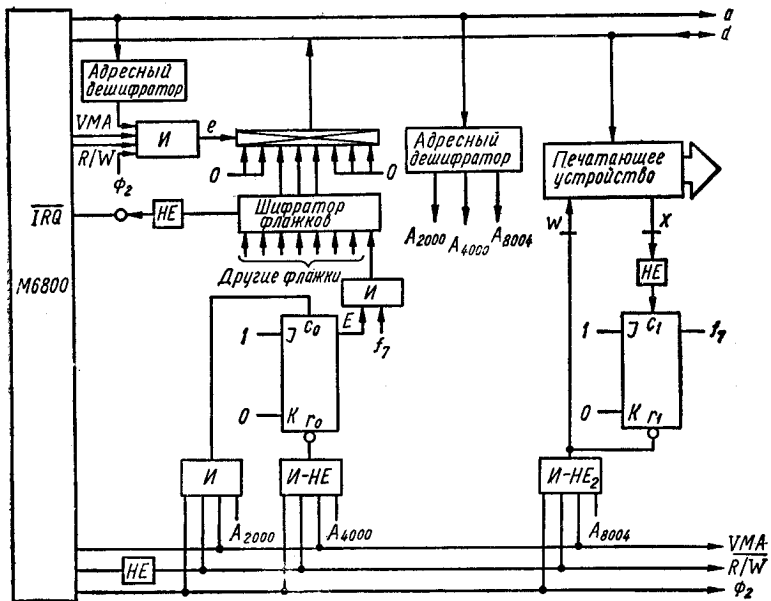 a
d
Адресный
дешифратор
VMA
R/W
Φ₂
И
e
0
0
Адресный
дешифратор
A₂₀₀₀
A₄₀₀₀
A₈₀₀₄
Печатающее
устройство
IRQ
НЕ
Шифратор
флажков
Другие флажки
W
X
НЕ
M6800
И
E
f₇
1
J
C₀
0
K
r₀
1
J
C₁
f₇
0
K
r₁
И
И-НЕ
И-НЕ₂
A₂₀₀₀
A₄₀₀₀
A₈₀₀₄
VMA
НЕ
R/W
Φ₂